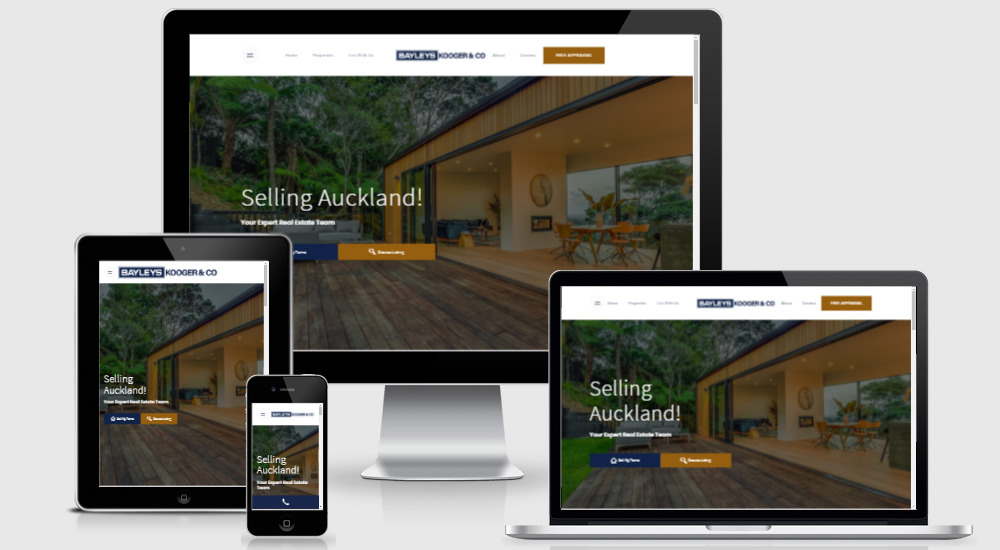 Home
Properties
List With Us
BAYLEYS KOOGER & CO
About
Contact
FREE APPRAISAL
Selling Auckland!
Your Expert Real Estate Team
Browse Listing
BAYLEYS KOOGER & CO
Selling
Auckland!
Your Expert Real Estate Team
Sell My Home
Browse Listing
BAYLEYS KOOGER & CO
Selling
Auckland!
Your Expert Real Estate
Team
Home
Properties
List With Us
BAYLEYS KOOGER & CO
About
Contact
FREE APPRAISAL
Selling
Auckland!
Your Expert Real Estate Team
Sell My Home
Browse Listing